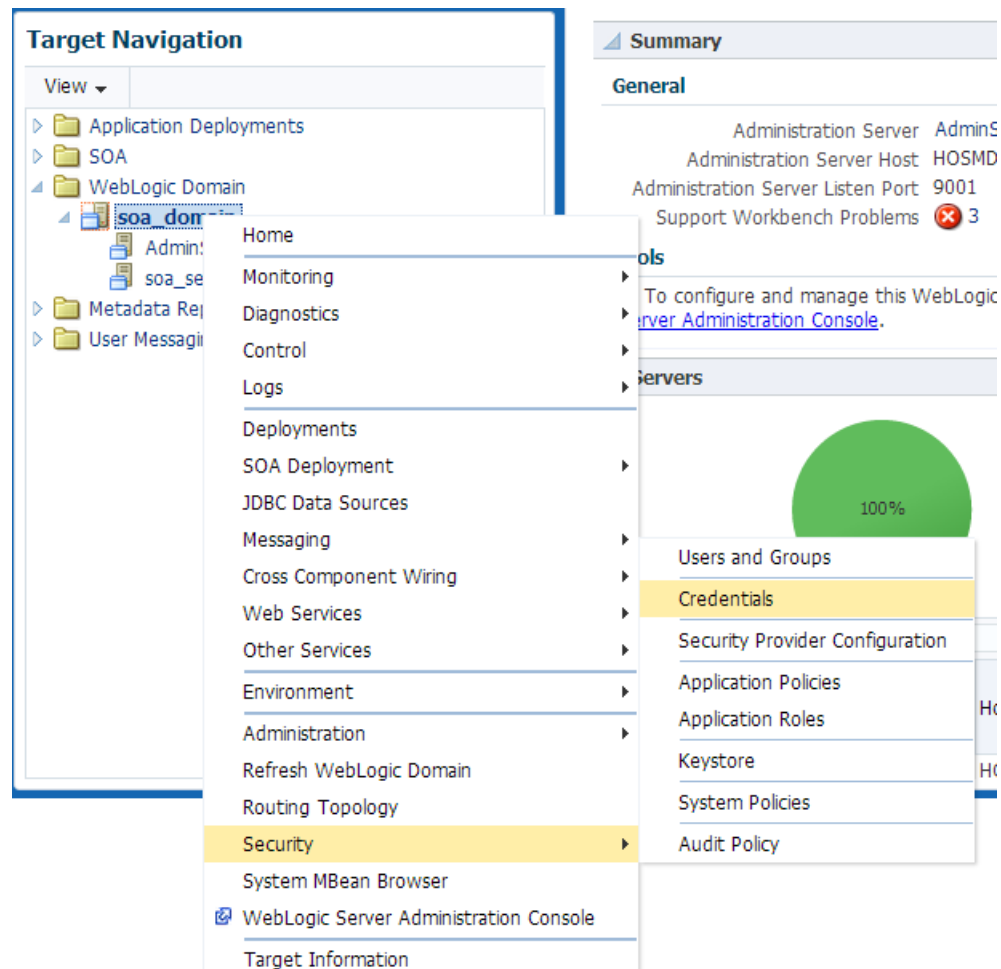 Target Navigation
View
Application Deployments
SOA
WebLogic Domain
soa_domain
Home
Monitoring
Diagnostics
Control
Logs
Deployments
SOA Deployment
JDBC Data Sources
Messaging
Cross Component Wiring
Web Services
Other Services
Environment
Administration
Refresh WebLogic Domain
Routing Topology
Security
System MBean Browser
WebLogic Server Administration Console
Target Information
Users and Groups
Credentials
Security Provider Configuration
Application Policies
Application Roles
Keystore
System Policies
Audit Policy
Summary
General
Administration Server
Administration Server Host HOSMD
Administration Server Listen Port 9001
Support Workbench Problems 3
To configure and manage this WebLogic
Administration Console.
Servers
100%
Metadata
User